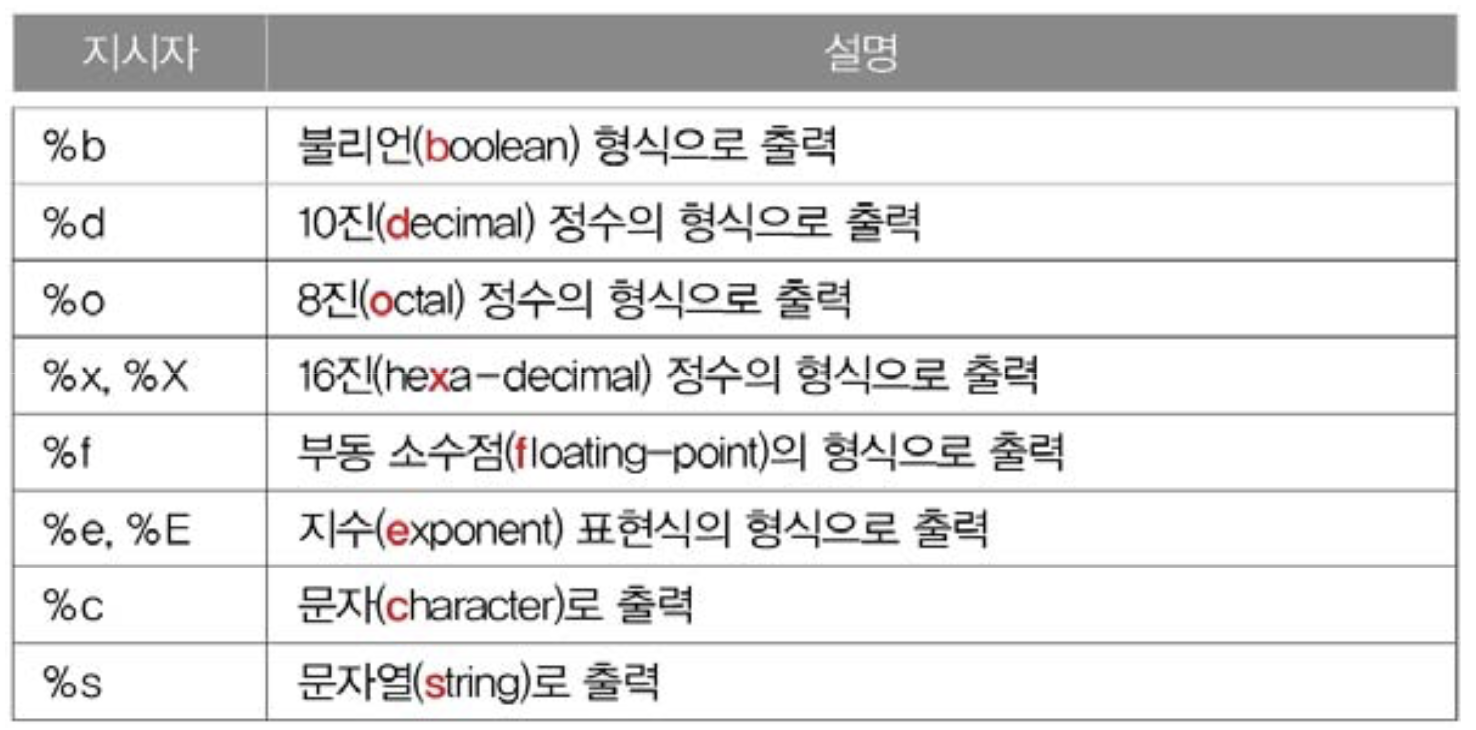 지시자 설명
%b 불리언(boolean) 형식으로 출력
%d 10진(decimal) 정수의 형식으로 출력
%o 8진(octal) 정수의 형식으로 출력
%x, %X 16진(hexa-decimal) 정수의 형식으로 출력
%f 부동 소수점(floating-point)의 형식으로 출력
%e, %E 지수(exponent) 표현식의 형식으로 출력
%c 문자(character)로 출력
%s 문자열(string)로 출력